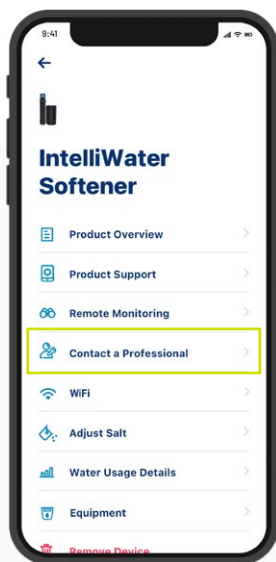 9:41
IntelliWater
Softener
Product Overview
Product Support
Remote Monitoring
Contact a Professional
WiFi
Adjust Salt
Water Usage Details
Equipment
Remove Device